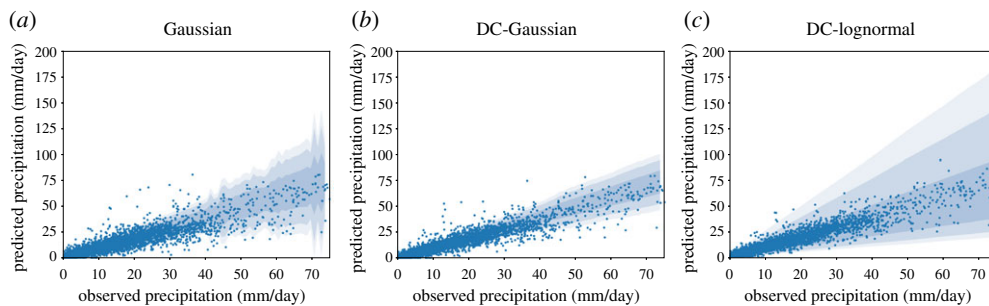 (a) Gaussian
predicted precipitation (mm/day)
200
175
150
125
100
75
50
25
0
0 10 20 30 40 50 60 70
observed precipitation (mm/day)
(b) DC-Gaussian
predicted precipitation (mm/day)
200
175
150
125
100
75
50
25
0
0 10 20 30 40 50 60 70
observed precipitation (mm/day)
(c) DC-lognormal
predicted precipitation (mm/day)
200
175
150
125
100
75
50
25
0
0 10 20 30 40 50 60 70
observed precipitation (mm/day)